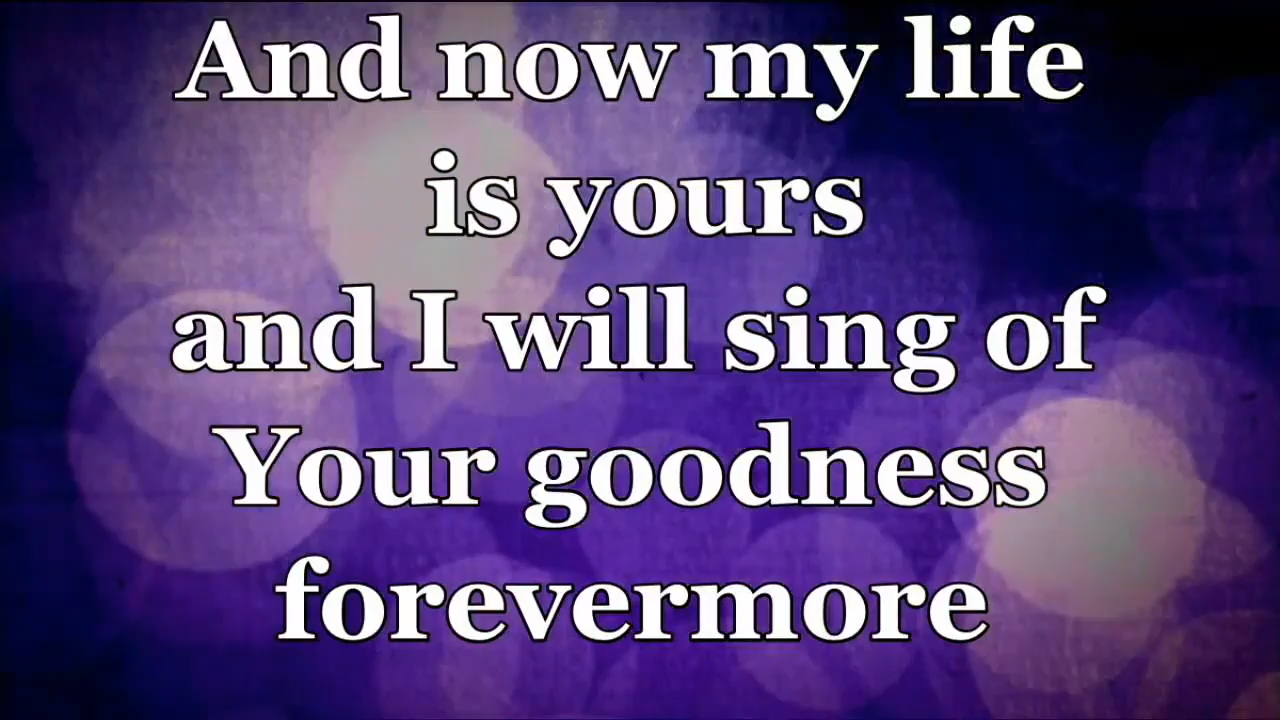 And now my life
is yours
and I will sing of
Your goodness
forevermore